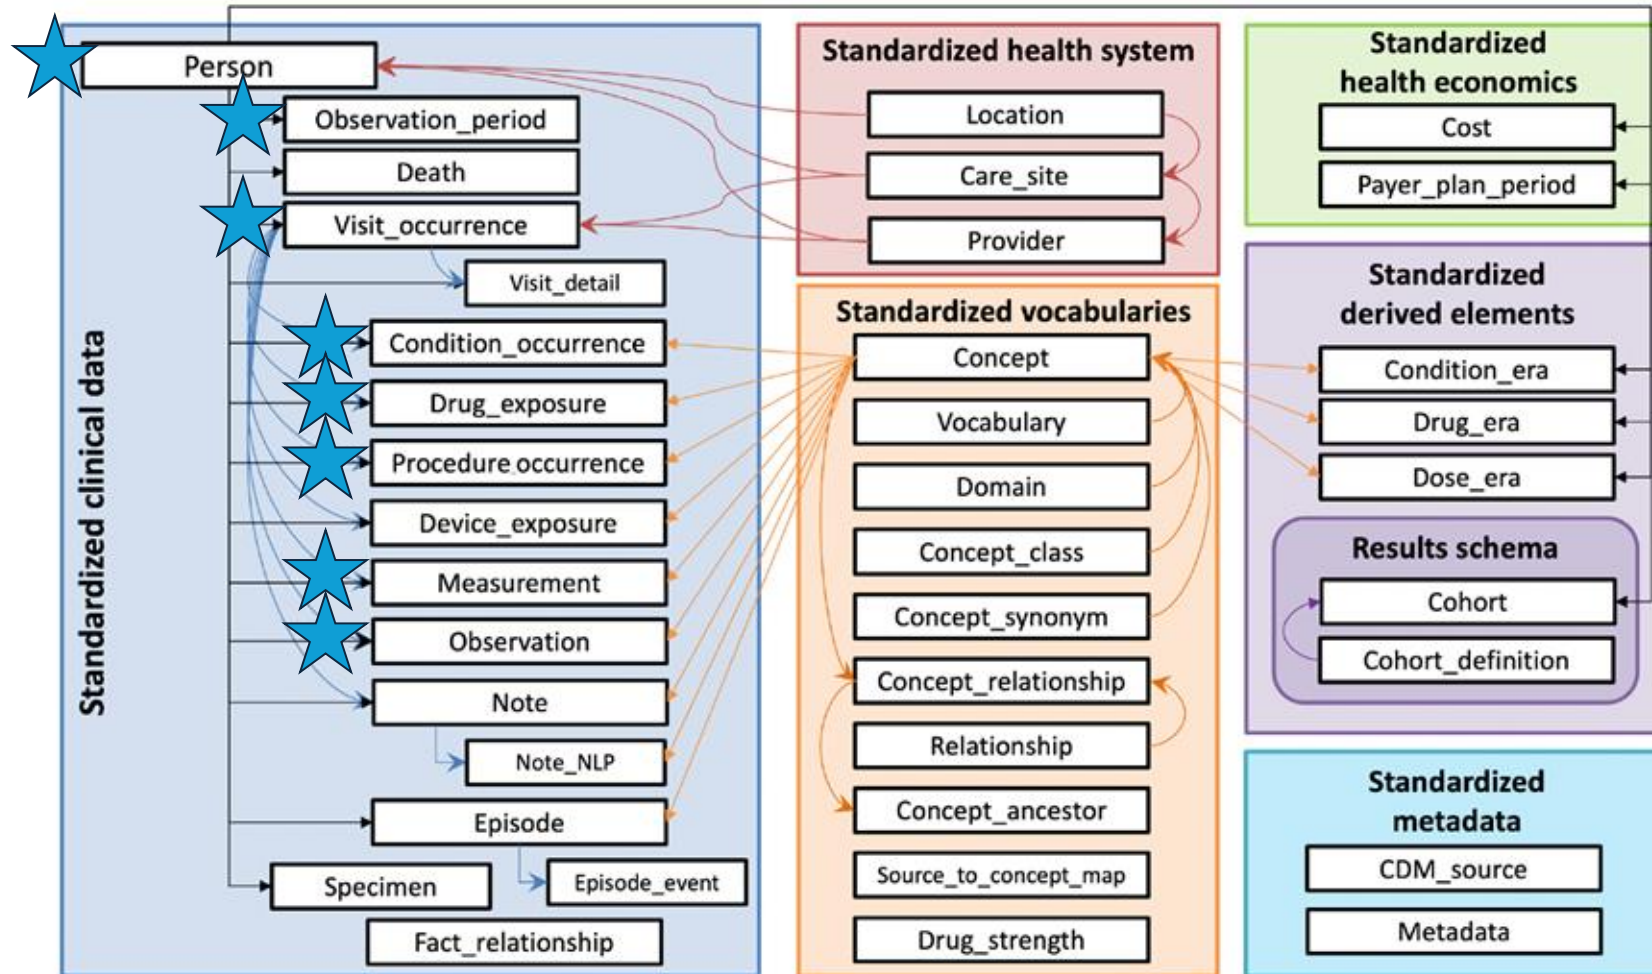 Standardized clinical data
Person
Observation_period
Death
Visit_occurrence
Visit_detail
Condition_occurrence
Drug_exposure
Procedure_occurrence
Device_exposure
Measurement
Observation
Note
Note_NLP
Episode
Specimen
Episode_event
Fact_relationship
Standardized health system
Location
Care_site
Provider
Standardized vocabularies
Concept
Vocabulary
Domain
Concept_class
Concept_synonym
Concept_relationship
Relationship
Concept_ancestor
Source_to_concept_map
Drug_strength
Standardized
health economics
Cost
Payer_plan_period
Standardized
derived elements
Condition_era
Drug_era
Dose_era
Results schema
Cohort
Cohort_definition
Standardized
metadata
CDM_source
Metadata